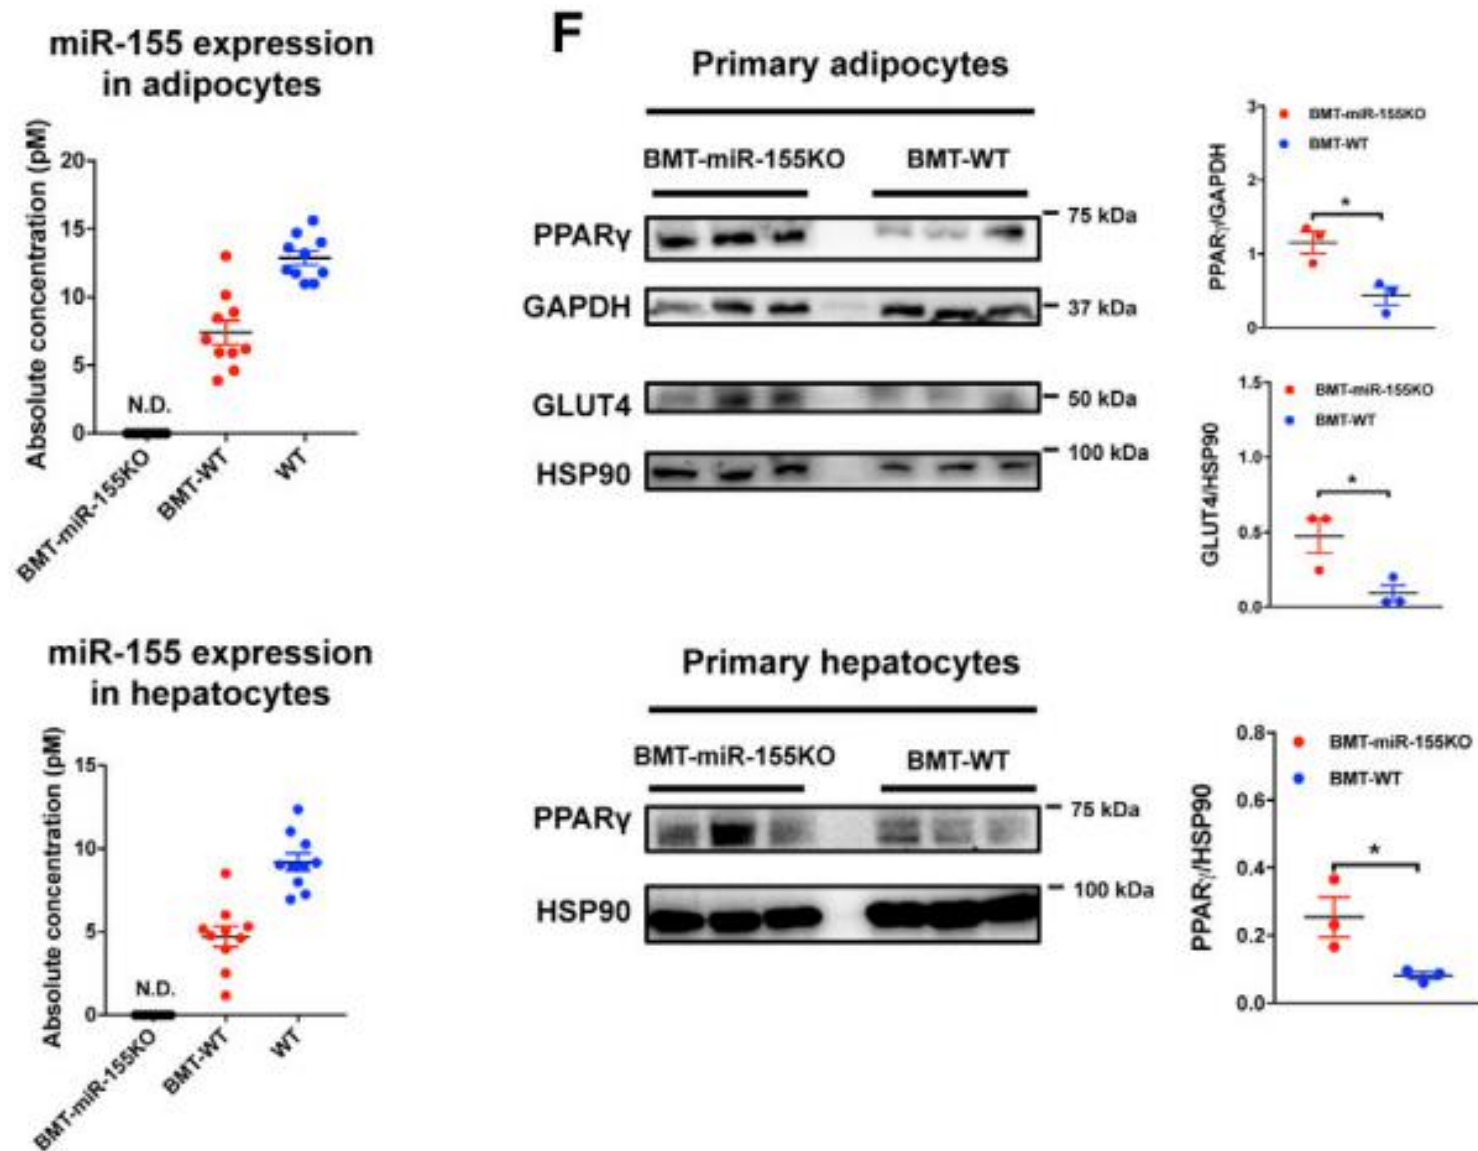 miR-155 expression
in adipocytes
Absolute concentration (pM)
20
15
10
5
0
N.D.
BMT-miR-155KO
BMT-WT
WT
miR-155 expression
in hepatocytes
Absolute concentration (pM)
15
10
5
0
N.D.
BMT-miR-155KO
BMT-WT
WT
F
Primary adipocytes
BMT-miR-155KO
BMT-WT
PPARγ
75 kDa
GAPDH
37 kDa
GLUT4
50 kDa
HSP90
100 kDa
PPARγ/GAPDH
3
2
1
0
BMT-miR-155KO
BMT-WT
*
GLUT4/HSP90
1.5
1.0
0.5
0.0
BMT-miR-155KO
BMT-WT
*
Primary hepatocytes
BMT-miR-155KO
BMT-WT
PPARγ
75 kDa
HSP90
100 kDa
PPARγ/HSP90
0.8
0.6
0.4
0.2
0.0
BMT-miR-155KO
BMT-WT
*